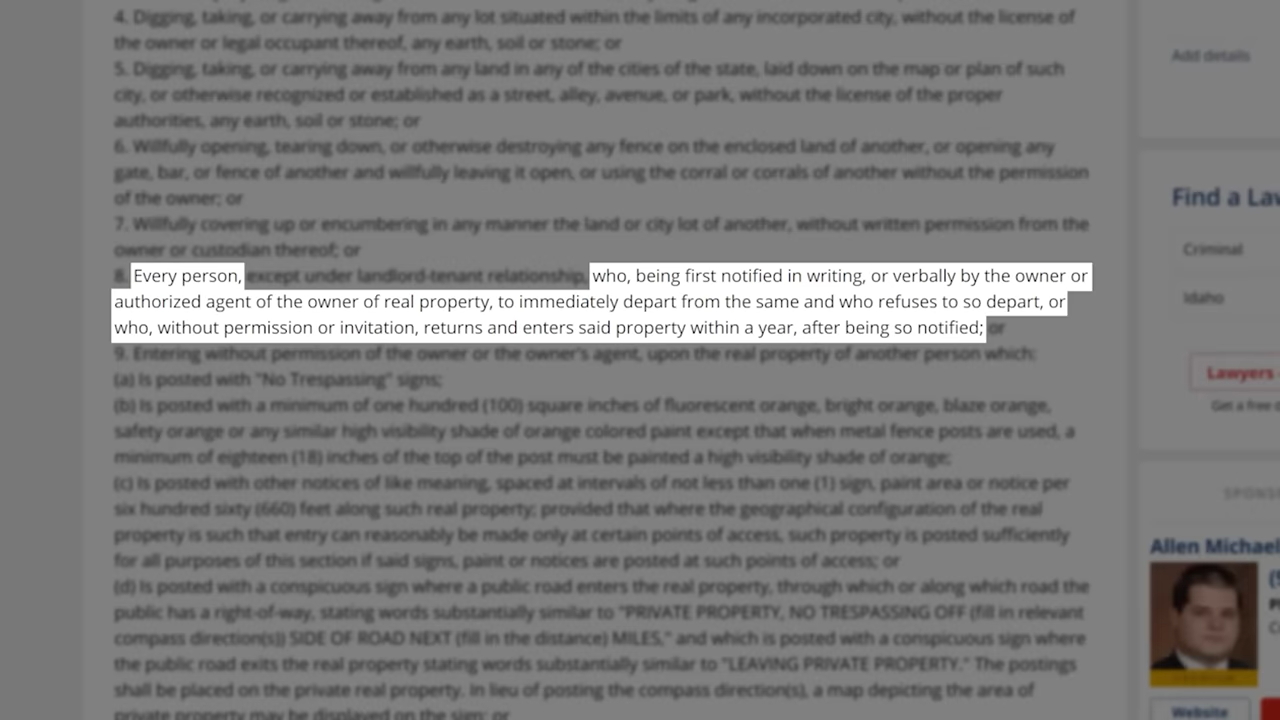 4. Digging, taking, or carrying away from any lot situated within the limits of any incorporated city, without the license of
the owner or legal occupant thereof, any earth, soil or stone; or
5. Digging, taking, or carrying away from any land in any of the cities of the state, laid down on the map or plan of such
city, or otherwise recognized or established as a street, alley, avenue, or park, without the license of the proper
authorities, any earth, soil or stone; or
6. Willfully opening, tearing down, or otherwise destroying any fence on the enclosed land of another, or opening any
gate, bar, or fence of another and willfully leaving it open, or using the corral or corrals of another without the permission
of the owner; or
7. Willfully covering up or encumbering in any manner the land or city lot of another, without written permission from the
owner or custodian thereof; or
8. Every person, except under landlord-tenant relationship, who, being first notified in writing, or verbally by the owner or
authorized agent of the owner of real property, to immediately depart from the same and who refuses to so depart, or
who, without permission or invitation, returns and enters said property within a year, after being so notified; or
9. Entering without permission of the owner or the owner's agent, upon the real property of another person which:
(a) Is posted with "No Trespassing" signs;
(b) Is posted with a minimum of one hundred (100) square inches of fluorescent orange, bright orange, blaze orange,
safety orange or any similar high visibility shade of orange colored paint except that when metal fence posts are used, a
minimum of eighteen (18) inches of the top of the post must be painted a high visibility shade of orange;
(c) Is posted with other notices of like meaning, spaced at intervals of not less than one (1) sign, paint area or notice per
six hundred sixty (660) feet along such real property; provided that where the geographical configuration of the real
property is such that entry can reasonably be made only at certain points of access, such property is posted sufficiently
for all purposes of this section if said signs, paint or notices are posted at such points of access; or
(d) Is posted with a conspicuous sign where a public road enters the real property, through which or along which road the
public has a right-of-way, stating words substantially similar to "PRIVATE PROPERTY, NO TRESPASSING OFF (fill in relevant
compass direction(s)) SIDE OF ROAD NEXT (fill in the distance) MILES," and which is posted with a conspicuous sign where
the public road exits the real property stating words substantially similar to "LEAVING PRIVATE PROPERTY." The postings
shall be placed on the private real property. In lieu of posting the compass direction(s), a map depicting the area of
private property may be displayed on the sign; or
Add details
Find a
Criminal
Idaho
Lawyers
Get a free
Allen
Website